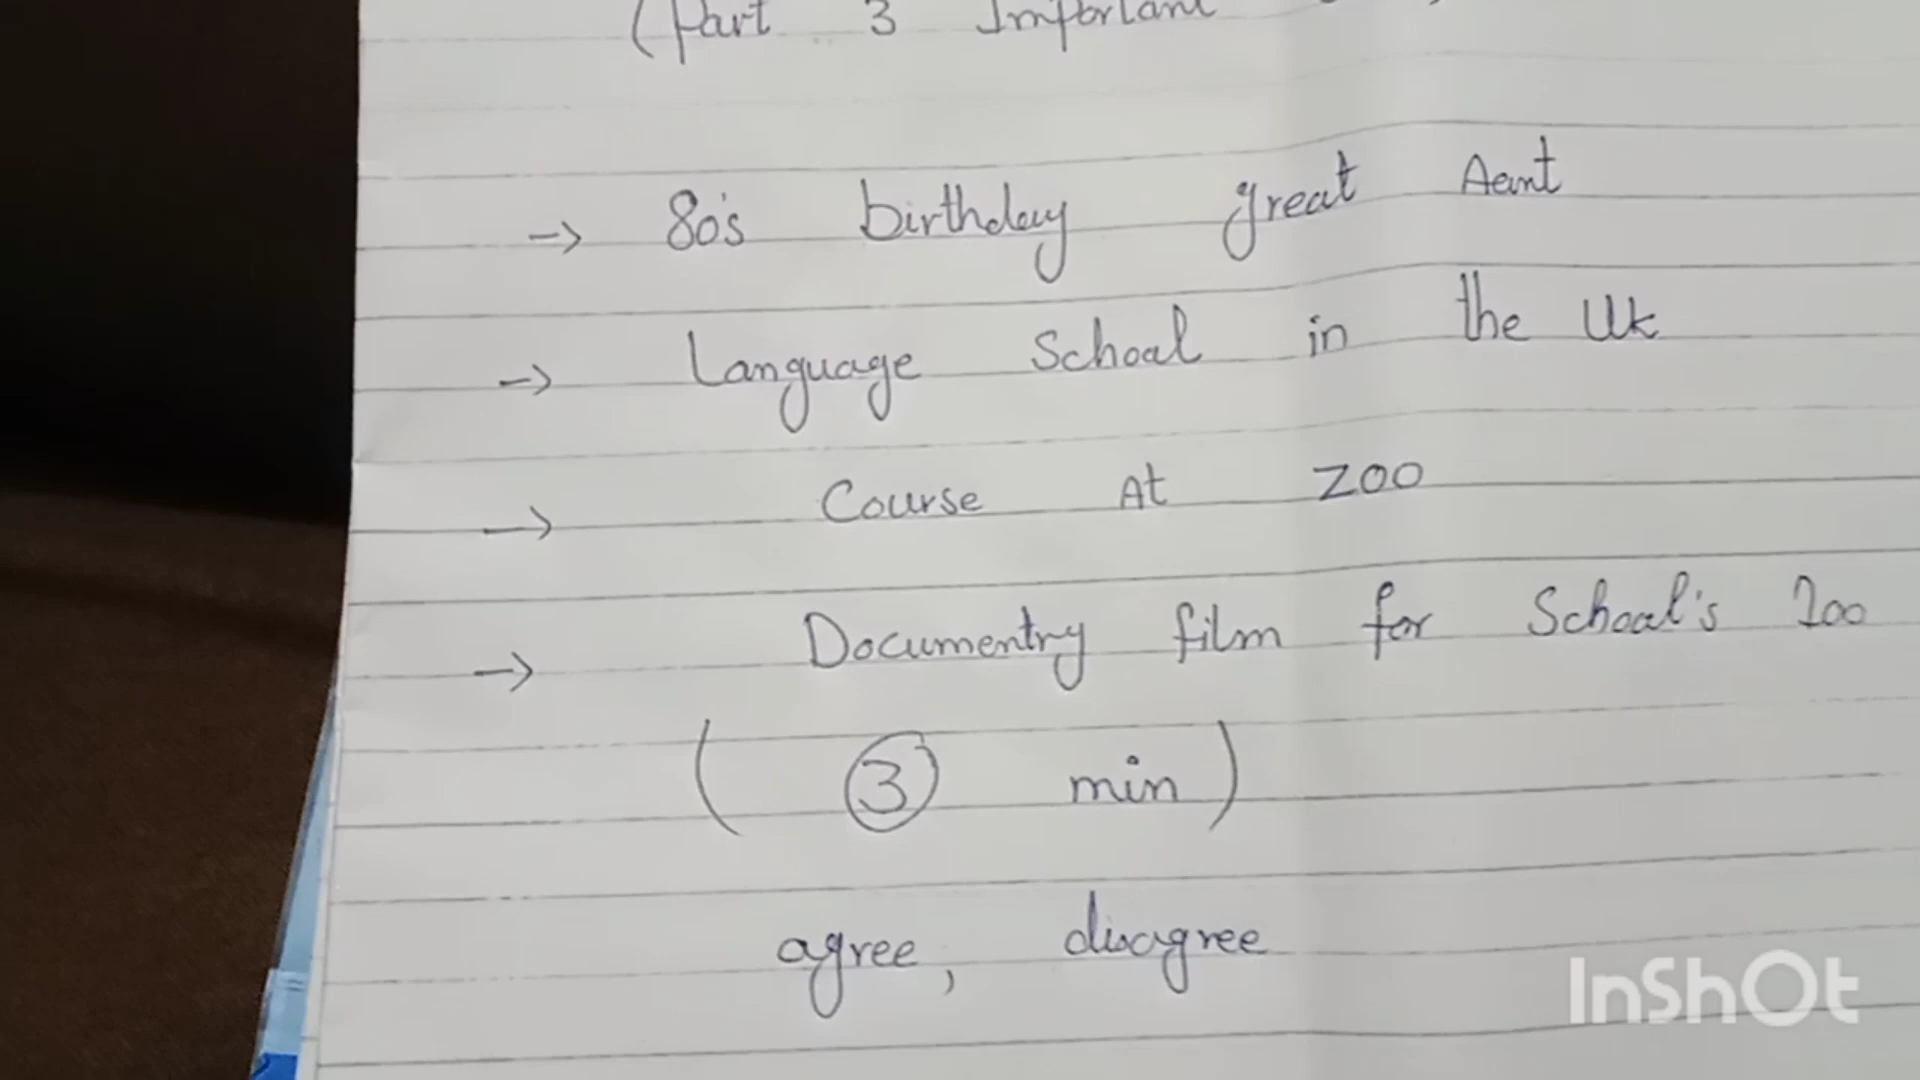 (Part 3 Important
→ 80's birthday great Aunt
→ Language School in the Uk
→ Course At ZOO
→ Documentry film for School's 200
( 3 min )
agree, disagree
InShOt